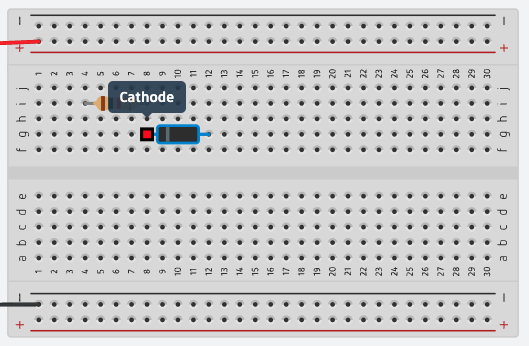 − −
+ +
1 2 3 4 5 6 7 8 9 10 11 12 13 14 15 16 17 18 19 20 21 22 23 24 25 26 27 28 29 30
j j
i i
Cathode
h h
g g
f f
e e
d d
c c
b b
a a
1 2 3 4 5 6 7 8 9 10 11 12 13 14 15 16 17 18 19 20 21 22 23 24 25 26 27 28 29 30
− −
+ +